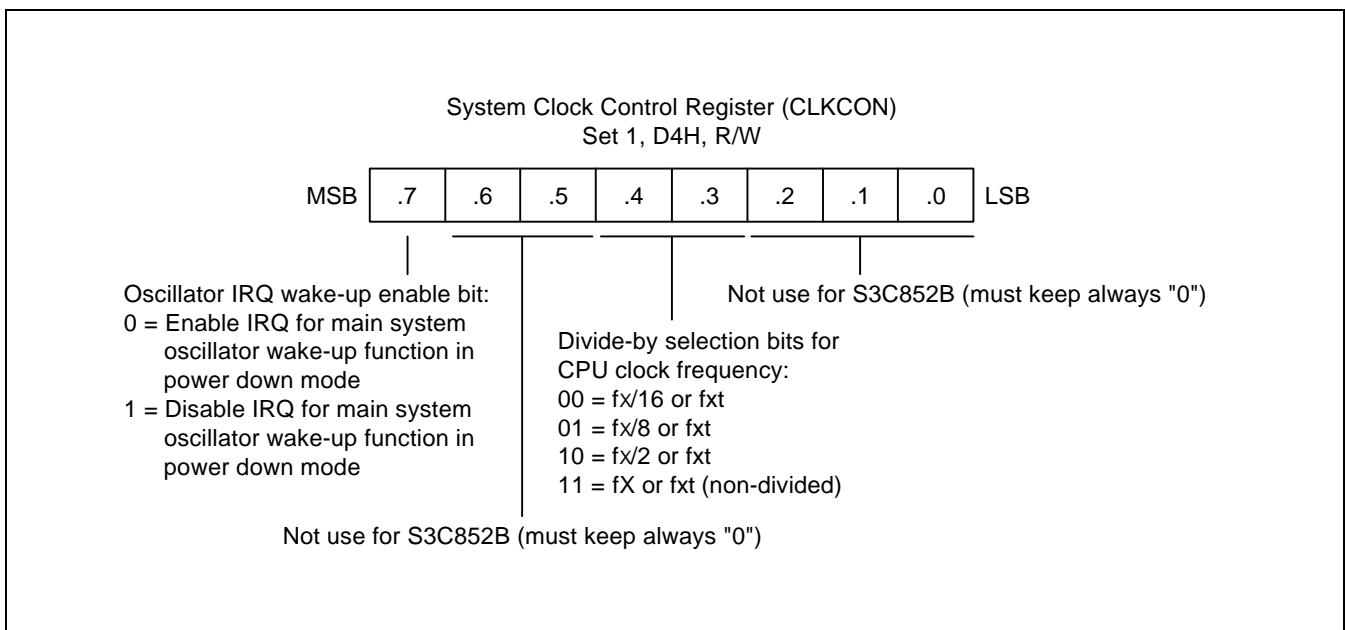 System Clock Control Register (CLKCON)
Set 1, D4H, R/W
MSB .7 .6 .5 .4 .3 .2 .1 .0 LSB
Oscillator IRQ wake-up enable bit:
0 = Enable IRQ for main system
oscillator wake-up function in
power down mode
1 = Disable IRQ for main system
oscillator wake-up function in
power down mode
Not use for S3C852B (must keep always "0")
Divide-by selection bits for
CPU clock frequency:
00 = fx/16 or fxt
01 = fx/8 or fxt
10 = fx/2 or fxt
11 = fX or fxt (non-divided)
Not use for S3C852B (must keep always "0")